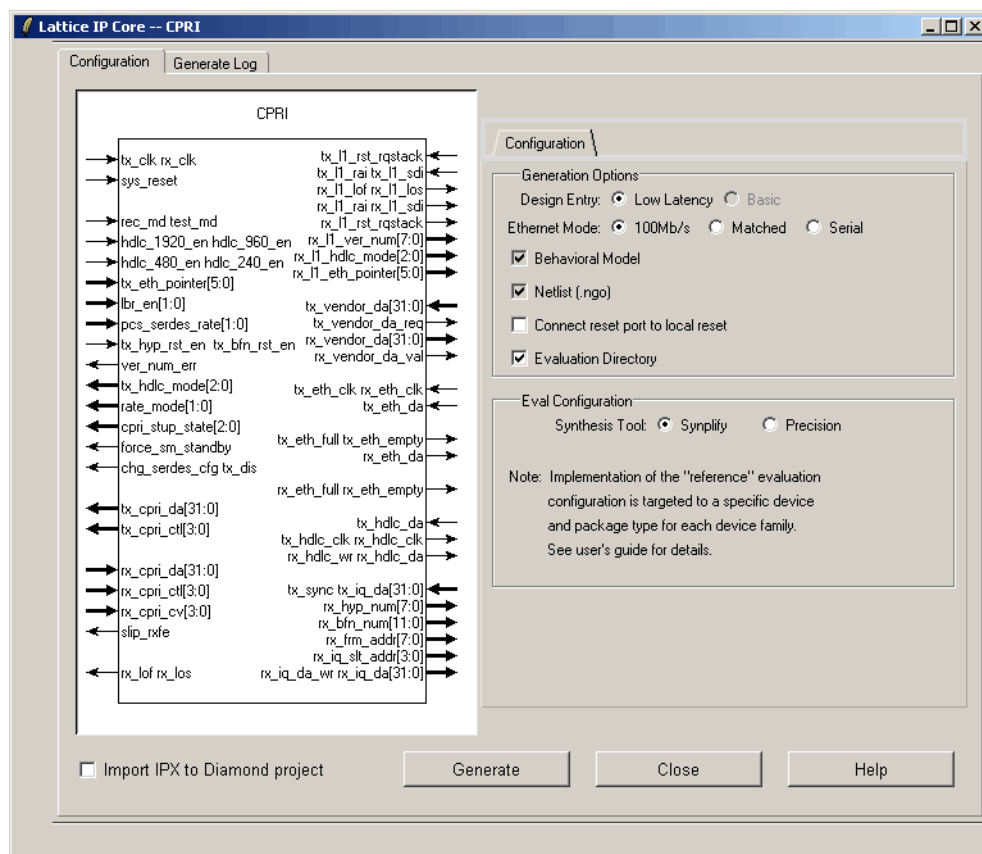 Lattice IP Core -- CPRI
Configuration
Generate Log
CPRI
tx_clk rx_clk
sys_reset
rec_md test_md
hdlc_1920_en hdlc_960_en
hdlc_480_en hdlc_240_en
tx_eth_pointer[5:0]
lbr_en[1:0]
pcs_serdes_rate[1:0]
tx_hyp_rst_en tx_bfn_rst_en
ver_num_err
tx_hdlc_mode[2:0]
rate_mode[1:0]
cpri_stup_state[2:0]
force_sm_standby
chg_serdes_cfg tx_dis
tx_cpri_da[31:0]
tx_cpri_ctl[3:0]
rx_cpri_da[31:0]
rx_cpri_ctl[3:0]
rx_cpri_cv[3:0]
slip_rxfe
rx_lof rx_los
tx_l1_rst_rqstack
tx_l1_rai tx_l1_sdi
rx_l1_lof rx_l1_los
rx_l1_rai rx_l1_sdi
rx_l1_rst_rqstack
rx_l1_ver_num[7:0]
rx_l1_hdlc_mode[2:0]
rx_l1_eth_pointer[5:0]
tx_vendor_da[31:0]
tx_vendor_da_req
rx_vendor_da[31:0]
rx_vendor_da_val
tx_eth_clk rx_eth_clk
tx_eth_da
tx_eth_full tx_eth_empty
rx_eth_da
rx_eth_full rx_eth_empty
tx_hdlc_da
tx_hdlc_clk rx_hdlc_clk
rx_hdlc_wr rx_hdlc_da
tx_sync tx_iq_da[31:0]
rx_hyp_num[7:0]
rx_bfn_num[11:0]
rx_frm_addr[7:0]
rx_iq_slt_addr[3:0]
rx_iq_da_wr rx_iq_da[31:0]
Configuration
Generation Options
Design Entry: Low Latency Basic
Ethernet Mode: 100Mb/s Matched Serial
Behavioral Model
Netlist (.ngo)
Connect reset port to local reset
Evaluation Directory
Eval Configuration
Synthesis Tool: Synplify Precision
Note: Implementation of the "reference" evaluation
configuration is targeted to a specific device
and package type for each device family.
See user's guide for details.
Import IPX to Diamond project
Generate
Close
Help